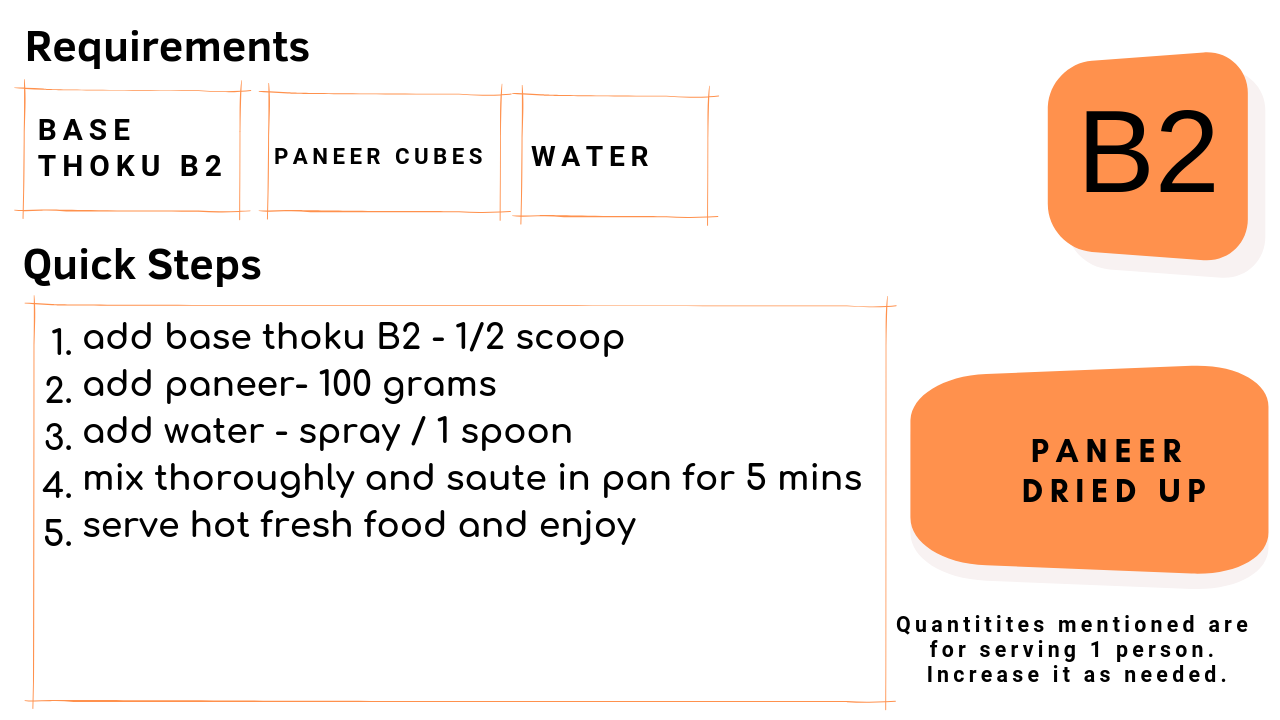 Requirements
BASE
THOKU B2
PANEER CUBES
WATER
B2
Quick Steps
1. add base thoku B2 - 1/2 scoop
2. add paneer- 100 grams
3. add water - spray / 1 spoon
4. mix thoroughly and saute in pan for 5 mins
5. serve hot fresh food and enjoy
PANEER
DRIED UP
Quantitites mentioned are
for serving 1 person.
Increase it as needed.